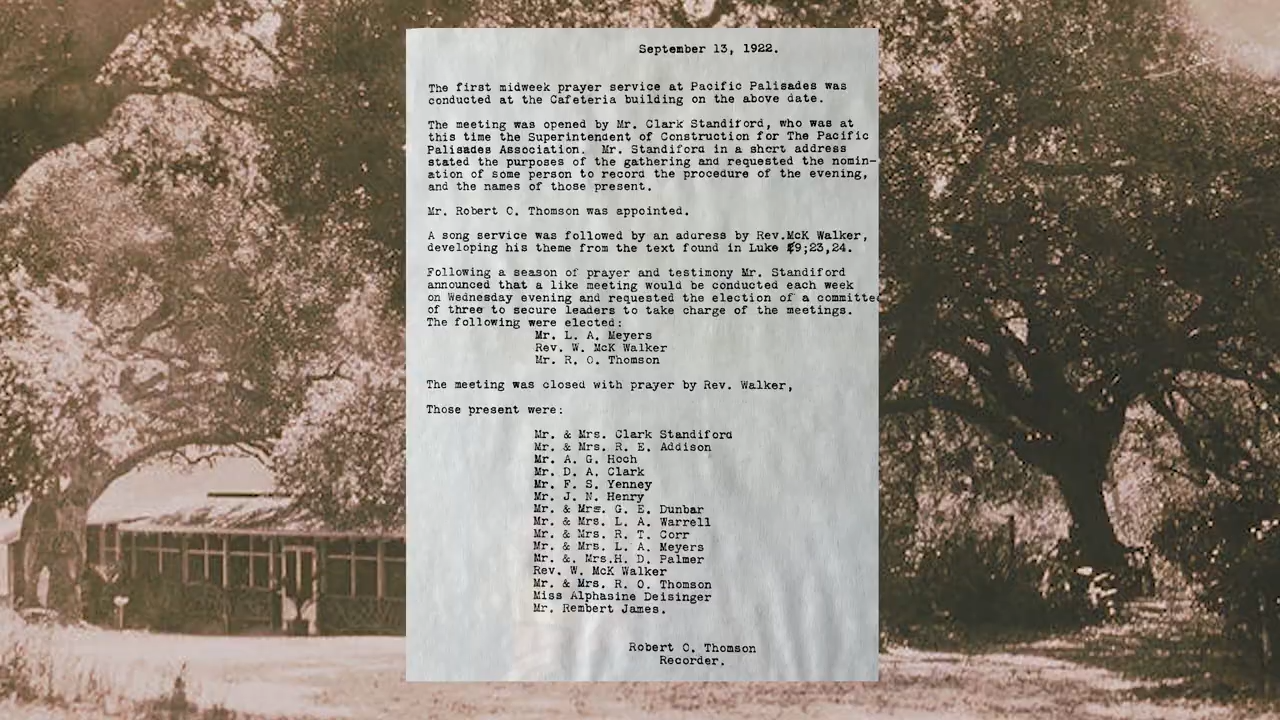 September 13, 1922.
The first midweek prayer service at Pacific Palisades was
conducted at the Cafeteria building on the above date.
The meeting was opened by Mr. Clark Standiford, who was at
this time the Superintendent of Construction for The Pacific
Palisades Association. Mr. Standiford in a short address
stated the purposes of the gathering and requested the nomin-
ation of some person to record the procedure of the evening,
and the names of those present.
Mr. Robert O. Thomson was appointed.
A song service was followed by an address by Rev.McK Walker,
developing his theme from the text found in Luke 9;23,24.
Following a season of prayer and testimony Mr. Standiford
announced that a like meeting would be conducted each week
on Wednesday evening and requested the election of a committee
of three to secure leaders to take charge of the meetings.
The following were elected:
Mr. L. A. Meyers
Rev. W. McK Walker
Mr. R. O. Thomson
The meeting was closed with prayer by Rev. Walker,
Those present were:
Mr. & Mrs. Clark Standiford
Mr. & Mrs. R. E. Addison
Mr. A. G. Hoch
Mr. D. A. Clark
Mr. F. S. Yenney
Mr. J. N. Henry
Mr. & Mrs. G. E. Dunbar
Mr. & Mrs. L. A. Warrell
Mr. & Mrs. R. T. Corr
Mr. & Mrs. L. A. Meyers
Mr. &. Mrs.H. D. Palmer
Rev. W. McK Walker
Mr. & Mrs. R. O. Thomson
Miss Alphasine Deisinger
Mr. Rembert James.
Robert O. Thomson
Recorder.